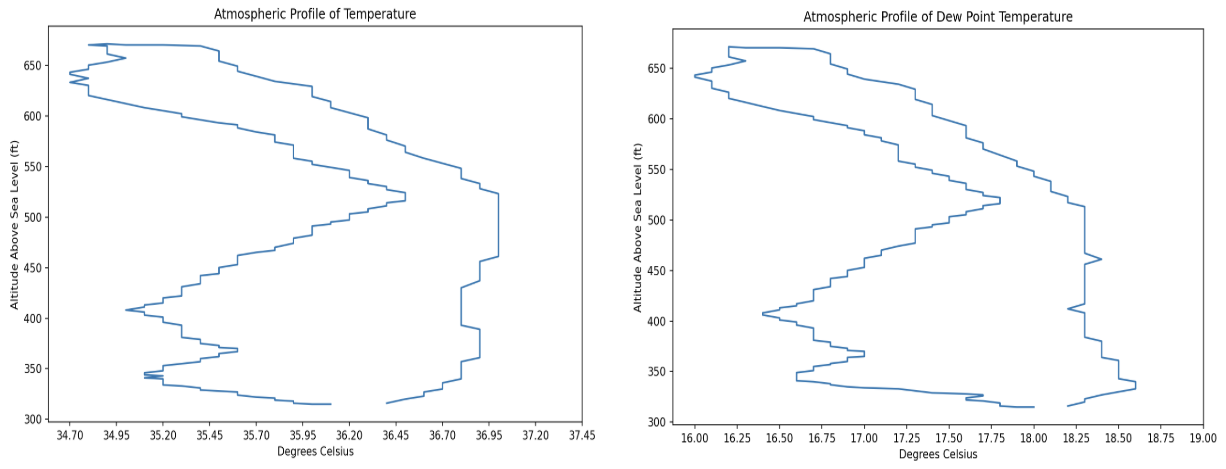 Atmospheric Profile of Temperature
Altitude Above Sea Level (ft)
650
600
550
500
450
400
350
300
34.70 34.95 35.20 35.45 35.70 35.95 36.20 36.45 36.70 36.95 37.20 37.45
Degrees Celsius
Atmospheric Profile of Dew Point Temperature
Altitude Above Sea Level (ft)
650
600
550
500
450
400
350
300
16.00 16.25 16.50 16.75 17.00 17.25 17.50 17.75 18.00 18.25 18.50 18.75 19.00
Degrees Celsius